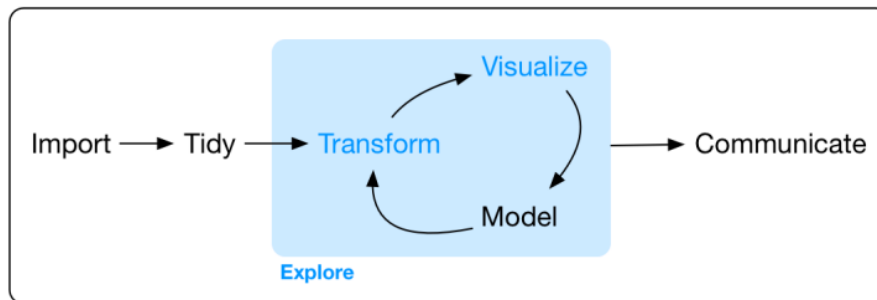 Visualize
Import
Tidy
Transform
Communicate
Model
Explore